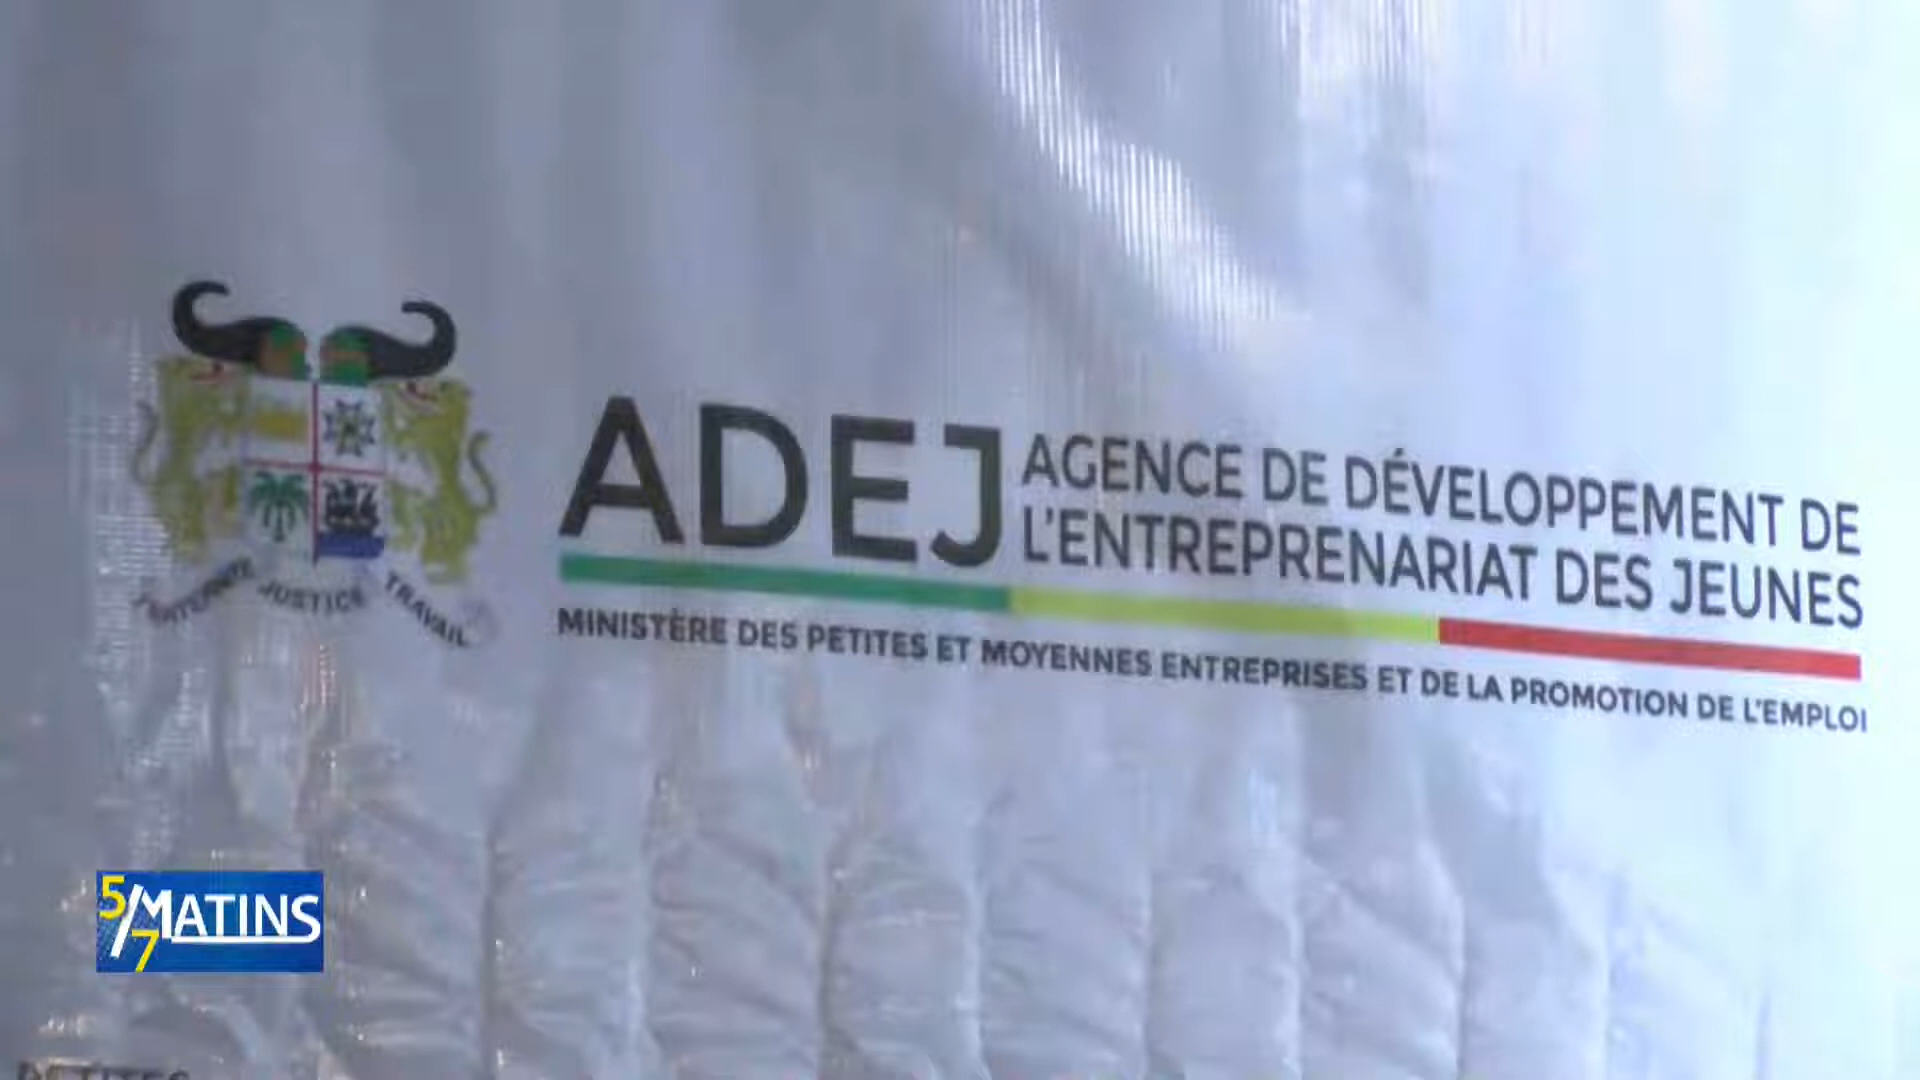 ADEJ
AGENCE DE DÉVELOPPEMENT DE
L'ENTREPRENARIAT DES JEUNES
FRATERNITÉ JUSTICE TRAVAIL
MINISTÈRE DES PETITES ET MOYENNES ENTREPRISES ET DE LA PROMOTION DE L'EMPLOI
5/7 MATINS